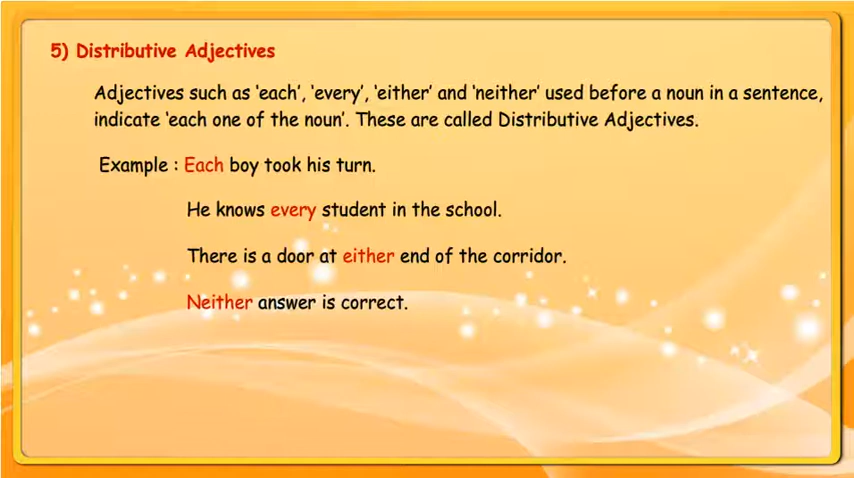 5) Distributive Adjectives
Adjectives such as ‘each’, ‘every’, ‘either’ and ‘neither’ used before a noun in a sentence,
indicate ‘each one of the noun’. These are called Distributive Adjectives.
Example : Each boy took his turn.
He knows every student in the school.
There is a door at either end of the corridor.
Neither answer is correct.